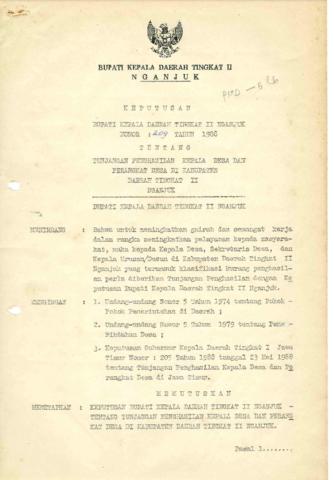 BUPATI KEPALA DAERAH TINGKAT II
NGANJUK
KEPUTUSAN
BUPATI KEPALA DAERAH TINGKAT II NGANJUK
NOMOR : 209 TAHUN 1988
TENTANG
TUNJANGAN PENGHASILAN KEPALA DESA DAN
PERANGKAT DESA DI KABUPATEN
DAERAH TINGKAT II
NGANJUK
BUPATI KEPALA DAERAH TINGKAT II NGANJUK
MENIMBANG : Bahwa untuk meningkatkan gairah dan semangat kerja
dalam rangka meningkatkan pelayanan kepada masyara-
kat, maka kepada Kepala Desa, Sekretaris Desa, dan
Kepala Urusan/Dusun di Kabupaten Daerah Tingkat II
Nganjuk yang termasuk klasifikasi kurang penghasil-
an perlu diberikan Tunjangan Penghasilan dengan Ke
putusan Bupati Kepala Daerah Tingkat II Nganjuk.
MENGINGAT : 1. Undang-undang Nomor 5 Tahun 1974 tentang Pokok-
Pokok Pemerintahan di Daerah ;
2. Undang-undang Nomor 5 Tahun 1979 tentang Peme-
rintahan Desa ;
3. Keputusan Gubernur Kepala Daerah Tingkat I Jawa
Timur Nomor : 205 Tahun 1988 tanggal 23 Mei 1988
tentang Tunjangan Penghasilan Kepala Desa dan Pe
rangkat Desa di Jawa Timur.
MEMUTUSKAN
MENETAPKAN : KEPUTUSAN BUPATI KEPALA DAERAH TINGKAT II NGANJUK -
TENTANG TUNJANGAN PENGHASILAN KEPALA DESA DAN PERANG
KAT DESA DI KABUPATEN DAERAH TINGKAT II NGANJUK.
Pasal 1.......